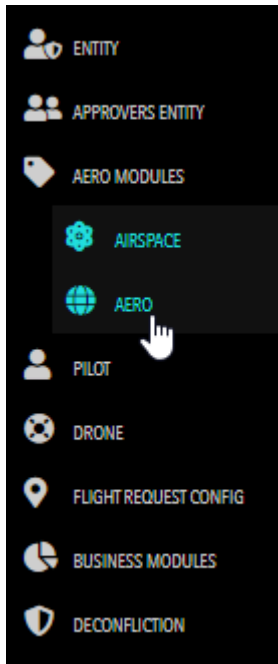 ENTITY
APPROVERS ENTITY
AERO MODULES
AIRSPACE
AERO
PILOT
DRONE
FLIGHT REQUEST CONFIG
BUSINESS MODULES
DECONFLICTION